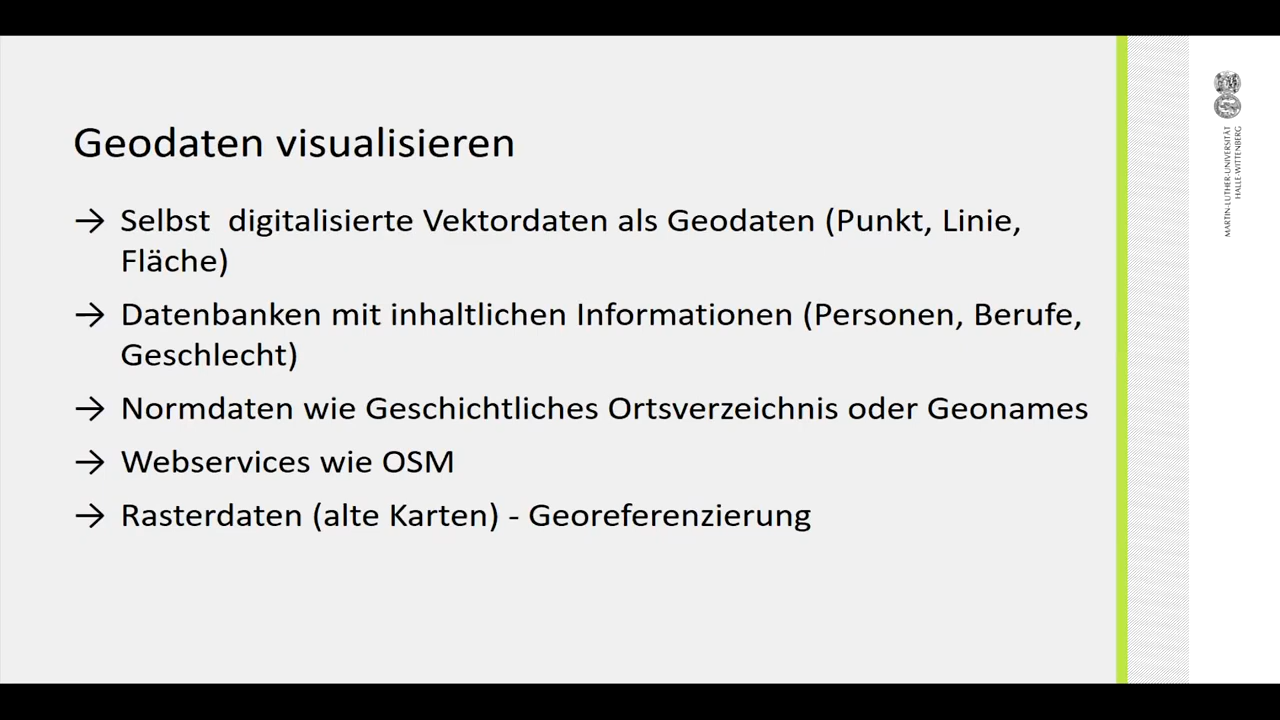 Geodaten visualisieren
→ Selbst  digitalisierte Vektordaten als Geodaten (Punkt, Linie,
Fläche)
→ Datenbanken mit inhaltlichen Informationen (Personen, Berufe,
Geschlecht)
→ Normdaten wie Geschichtliches Ortsverzeichnis oder Geonames
→ Webservices wie OSM
→ Rasterdaten (alte Karten) - Georeferenzierung
MARTIN-LUTHER-UNIVERSITÄT
HALLE-WITTENBERG